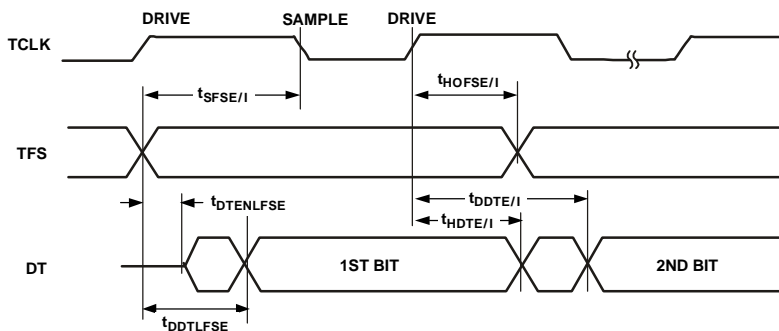 DRIVE SAMPLE DRIVE
TCLK
tSFSE/I
tHOFSE/I
TFS
tDTENLFSE
tDDTE/I
tHDTE/I
DT
1ST BIT
2ND BIT
tDDTLFSE